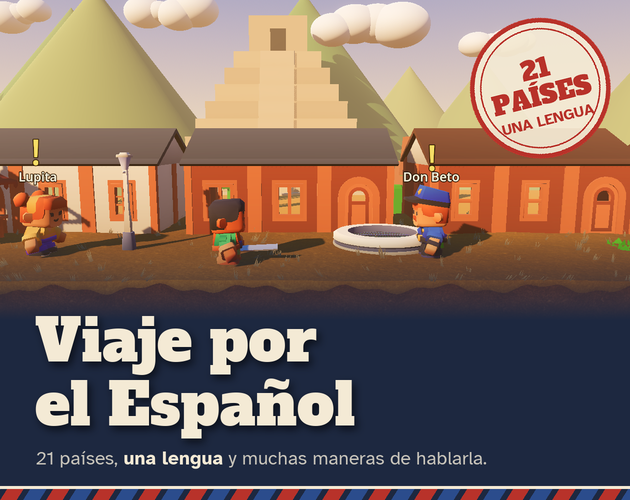 21
PAÍSES
UNA LENGUA
!
Lupita
!
Don Beto
Viaje por
el Español
21 países, una lengua y muchas maneras de hablarla.